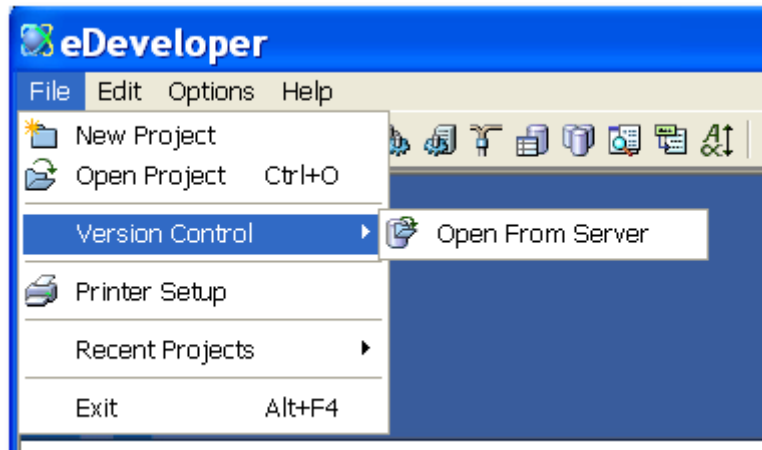 eDeveloper
File Edit Options Help
New Project
Open Project Ctrl+O
Version Control
Open From Server
Printer Setup
Recent Projects
Exit Alt+F4